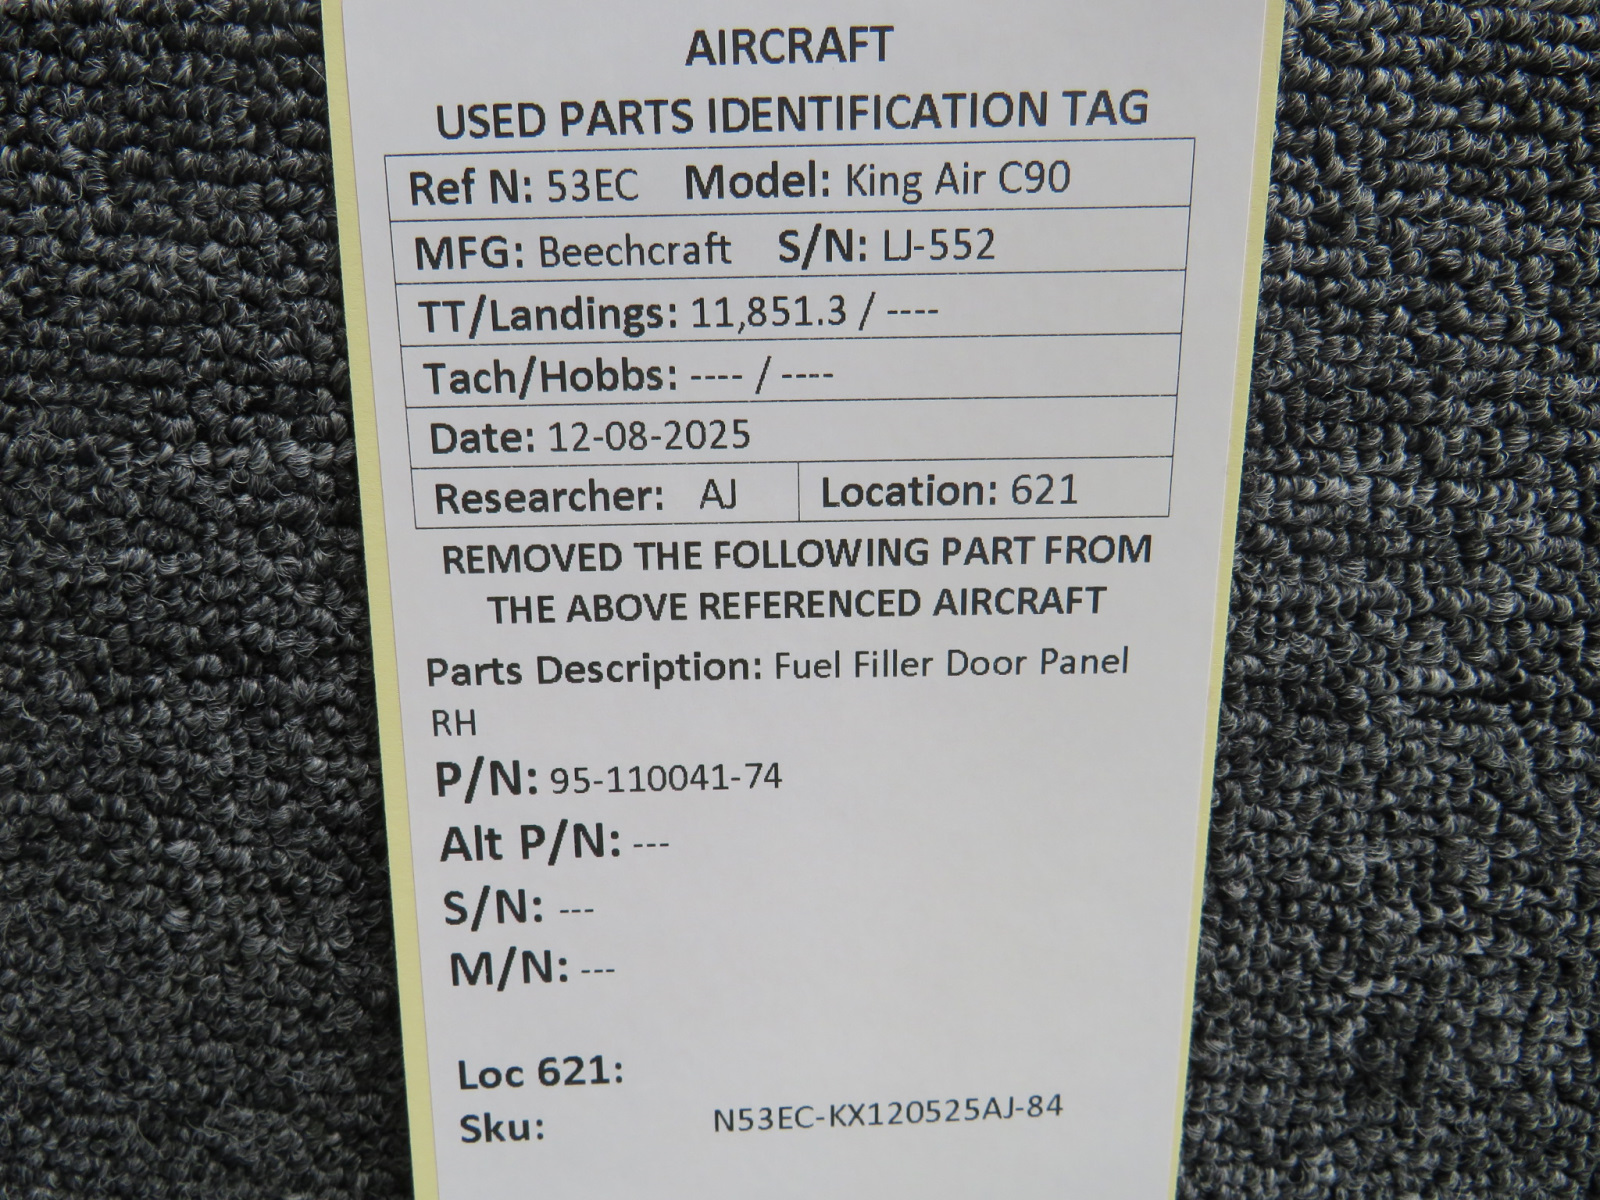 AIRCRAFT
USED PARTS IDENTIFICATION TAG
Ref N: 53EC Model: King Air C90
MFG: Beechcraft S/N: LJ-552
TT/Landings: 11,851.3 / ----
Tach/Hobbs: ---- / ----
Date: 12-08-2025
Researcher: AJ Location: 621
REMOVED THE FOLLOWING PART FROM
THE ABOVE REFERENCED AIRCRAFT
Parts Description: Fuel Filler Door Panel
RH
P/N: 95-110041-74
Alt P/N: ---
S/N: ---
M/N: ---
Loc 621:
Sku: N53EC-KX120525AJ-84